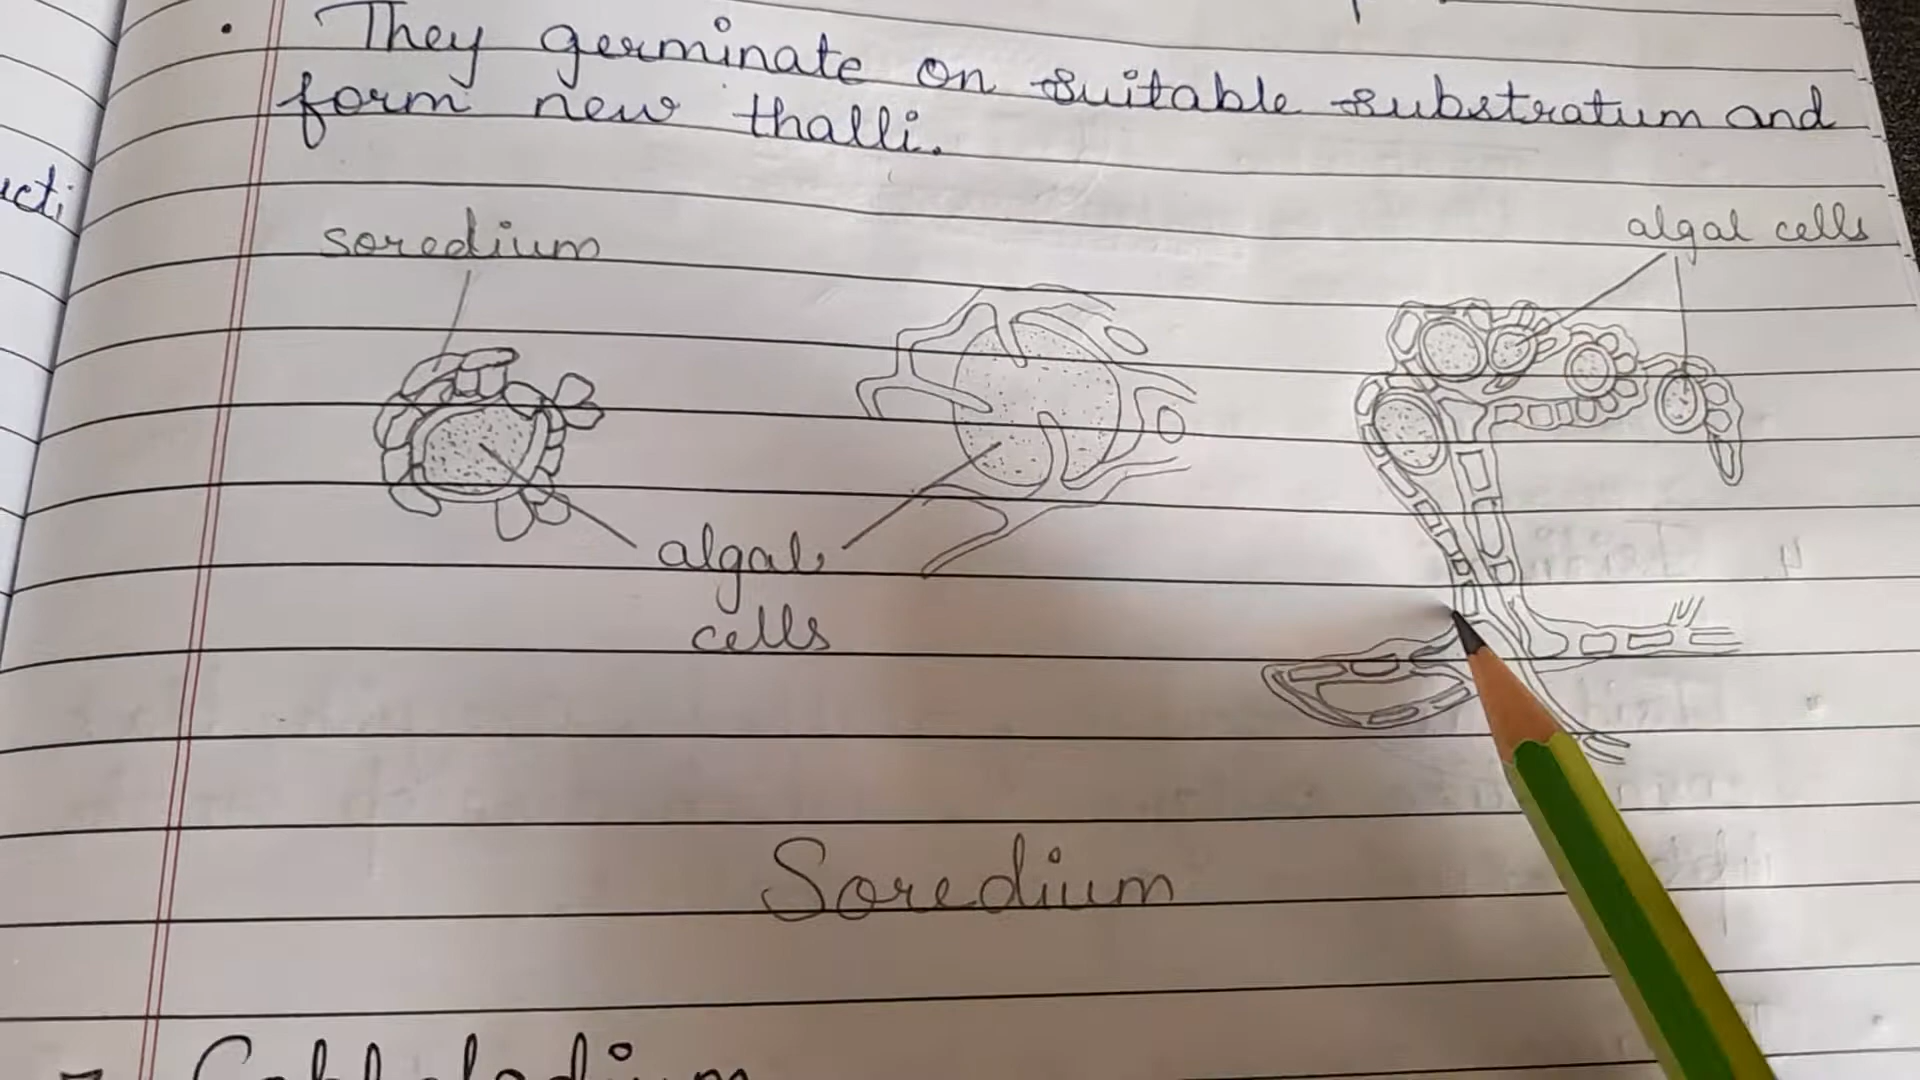 They germinate on suitable substratum and
form new thalli.
soredium
algal cells
algal
cells
Soredium